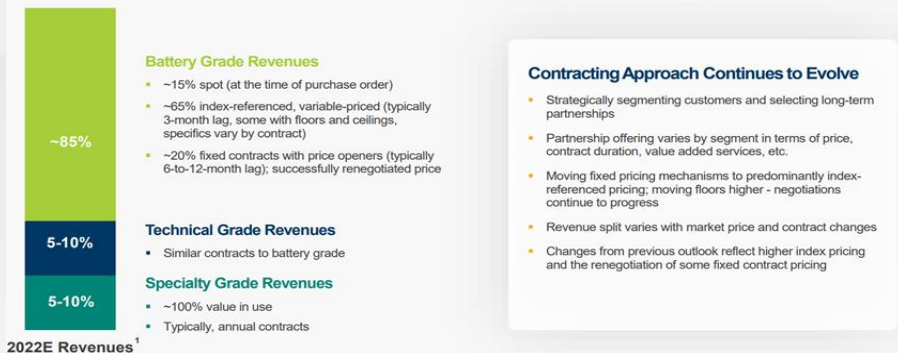 ~85%
5-10%
5-10%
2022E Revenues¹
Battery Grade Revenues
▪ ~15% spot (at the time of purchase order)
▪ ~65% index-referenced, variable-priced (typically
3-month lag, some with floors and ceilings,
specifics vary by contract)
▪ ~20% fixed contracts with price openers (typically
6-to-12-month lag); successfully renegotiated price
Technical Grade Revenues
▪ Similar contracts to battery grade
Specialty Grade Revenues
▪ ~100% value in use
▪ Typically, annual contracts
Contracting Approach Continues to Evolve
▪ Strategically segmenting customers and selecting long-term
partnerships
▪ Partnership offering varies by segment in terms of price,
contract duration, value added services, etc.
▪ Moving fixed pricing mechanisms to predominantly index-
referenced pricing; moving floors higher - negotiations
continue to progress
▪ Revenue split varies with market price and contract changes
▪ Changes from previous outlook reflect higher index pricing
and the renegotiation of some fixed contract pricing